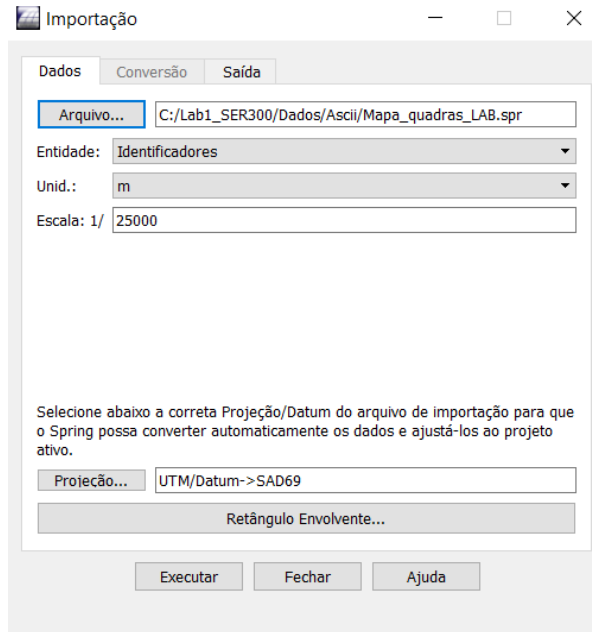 Importação
Dados Conversão Saída
Arquivo... C:/Lab1_SER300/Dados/Ascii/Mapa_quadras_LAB.spr
Entidade: Identificadores
Unid.: m
Escala: 1/ 25000
Selecione abaixo a correta Projeção/Datum do arquivo de importação para que
o Spring possa converter automaticamente os dados e ajustá-los ao projeto
ativo.
Projeção... UTM/Datum->SAD69
Retângulo Envolvente...
Executar Fechar Ajuda